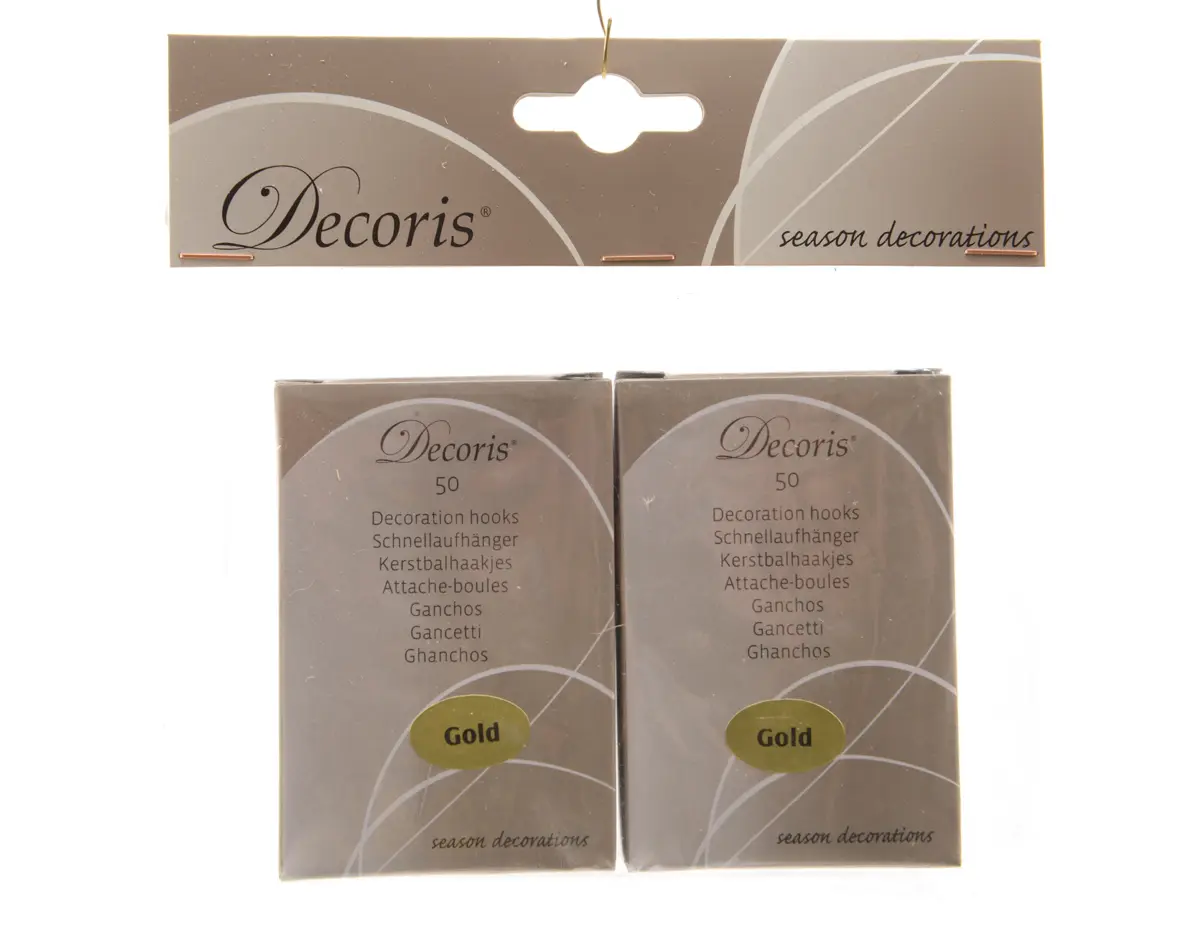 Decoris®
season decorations
Decoris®
50
Decoration hooks
Schnellaufhänger
Kerstbalhaakjes
Attache-boules
Ganchos
Gancetti
Ghanchos
Gold
season decorations
Decoris®
50
Decoration hooks
Schnellaufhänger
Kerstbalhaakjes
Attache-boules
Ganchos
Gancetti
Ghanchos
Gold
season decorations